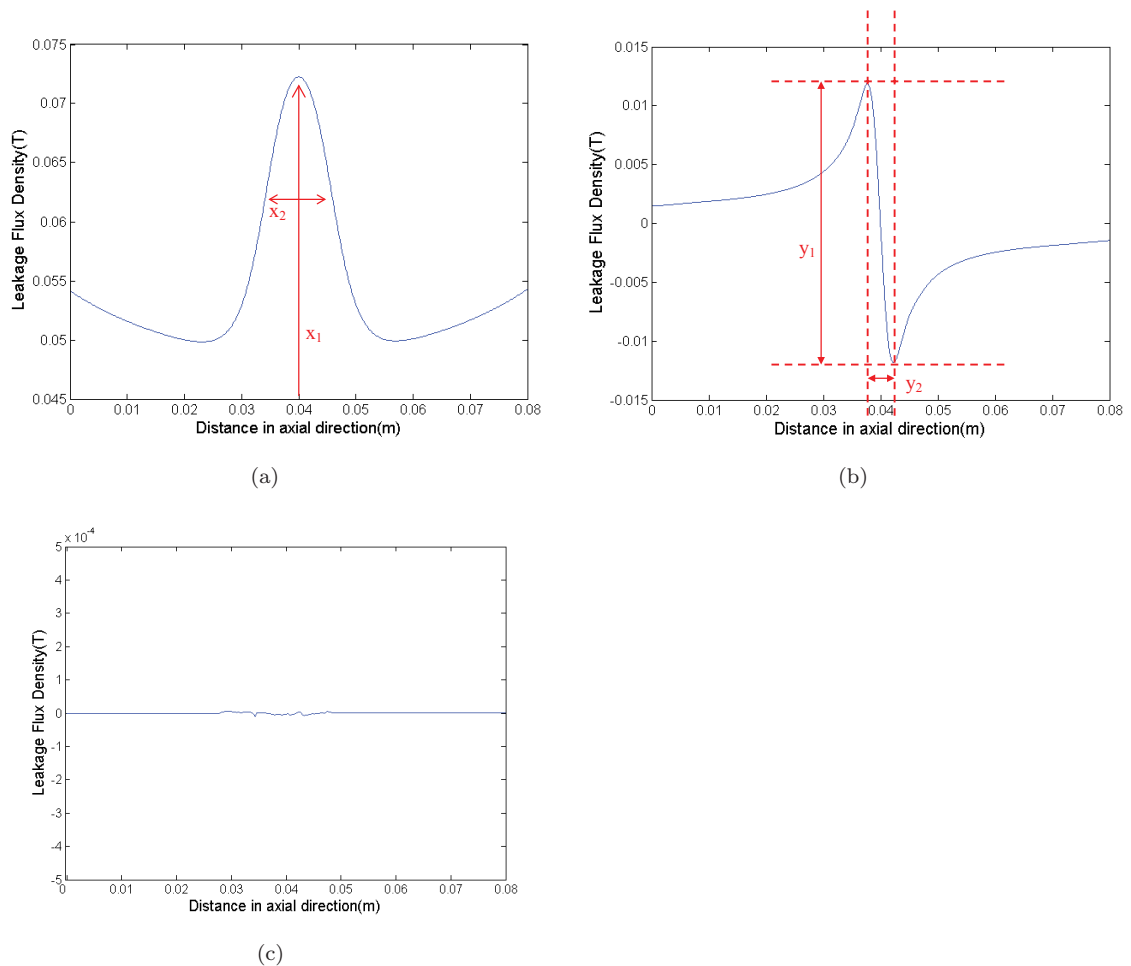 0.075
0.07
0.065
0.06
0.055
0.05
0.045
Leakage Flux Density(T)
x₂
x₁
0 0.01 0.02 0.03 0.04 0.05 0.06 0.07 0.08
Distance in axial direction(m)
(a)
0.015
0.01
0.005
0
-0.005
-0.01
-0.015
Leakage Flux Density(T)
y₁
y₂
0 0.01 0.02 0.03 0.04 0.05 0.06 0.07 0.08
Distance in axial direction(m)
(b)
x 10⁻⁴
5
4
3
2
1
0
-1
-2
-3
-4
-5
Leakage Flux Density(T)
0 0.01 0.02 0.03 0.04 0.05 0.06 0.07 0.08
Distance in axial direction(m)
(c)